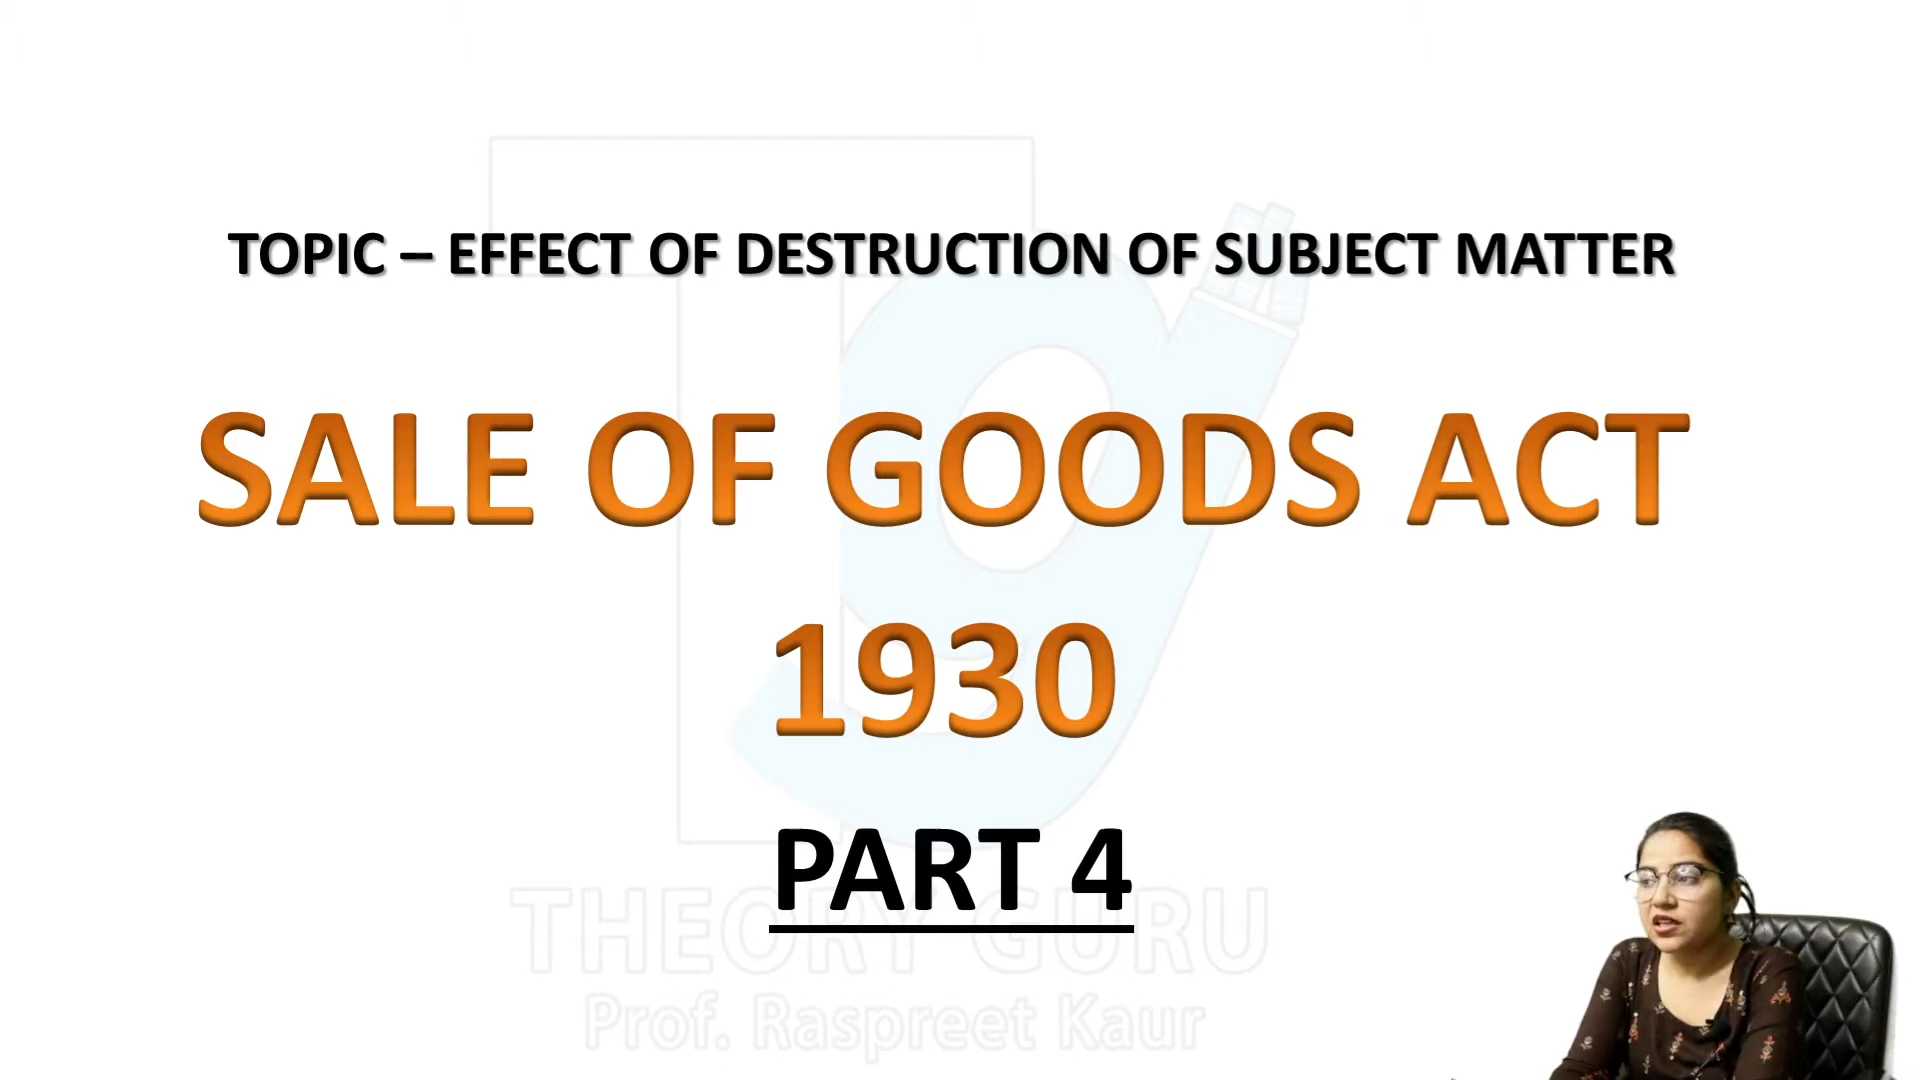 TOPIC – EFFECT OF DESTRUCTION OF SUBJECT MATTER
SALE OF GOODS ACT
1930
PART 4
THEORY GURU
Prof. Raspreet Kaur